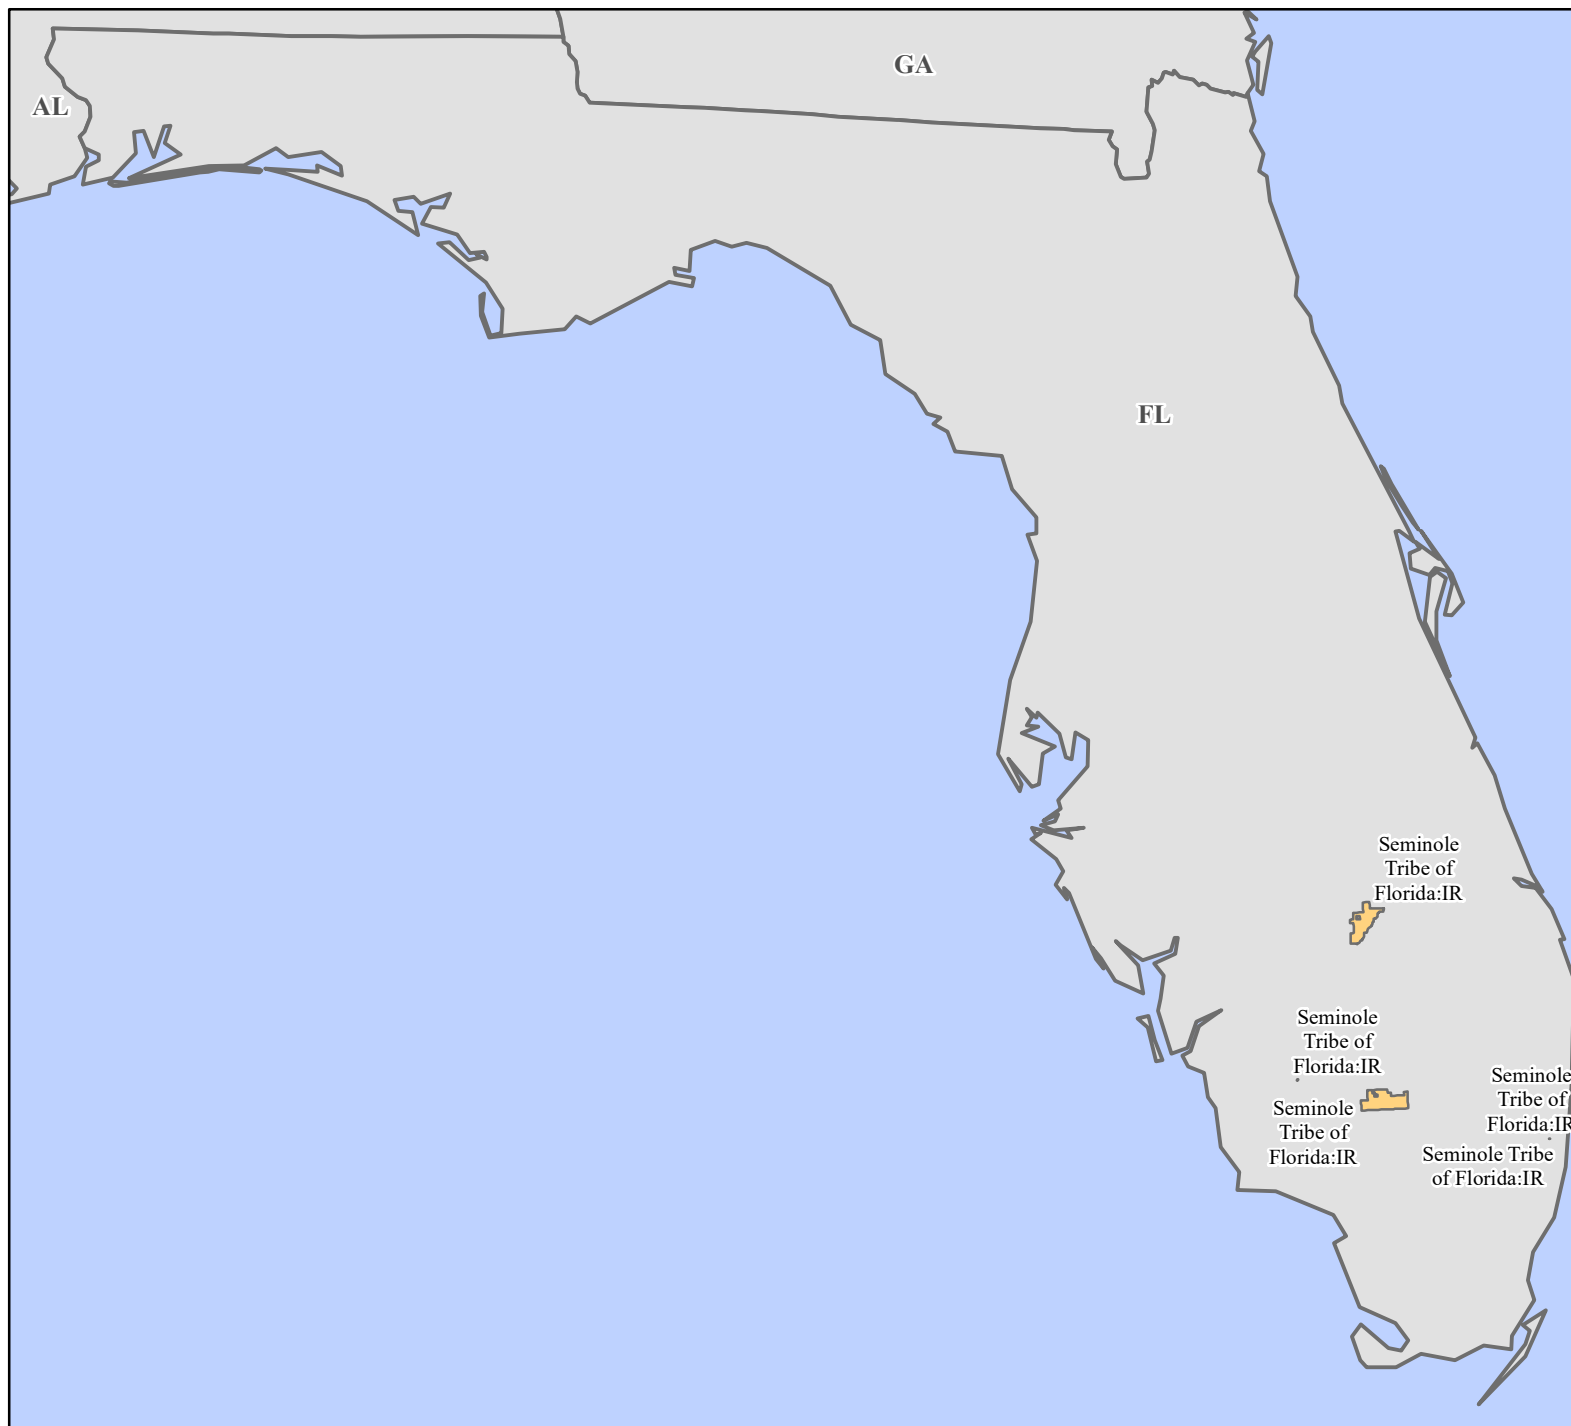 GA
AL
FL
Seminole
Tribe of
Florida:IR
Seminole
Tribe of
Florida:IR
Seminole
Tribe of
Florida:IR
Seminole
Tribe of
Florida:IR
Seminole Tribe
of Florida:IR